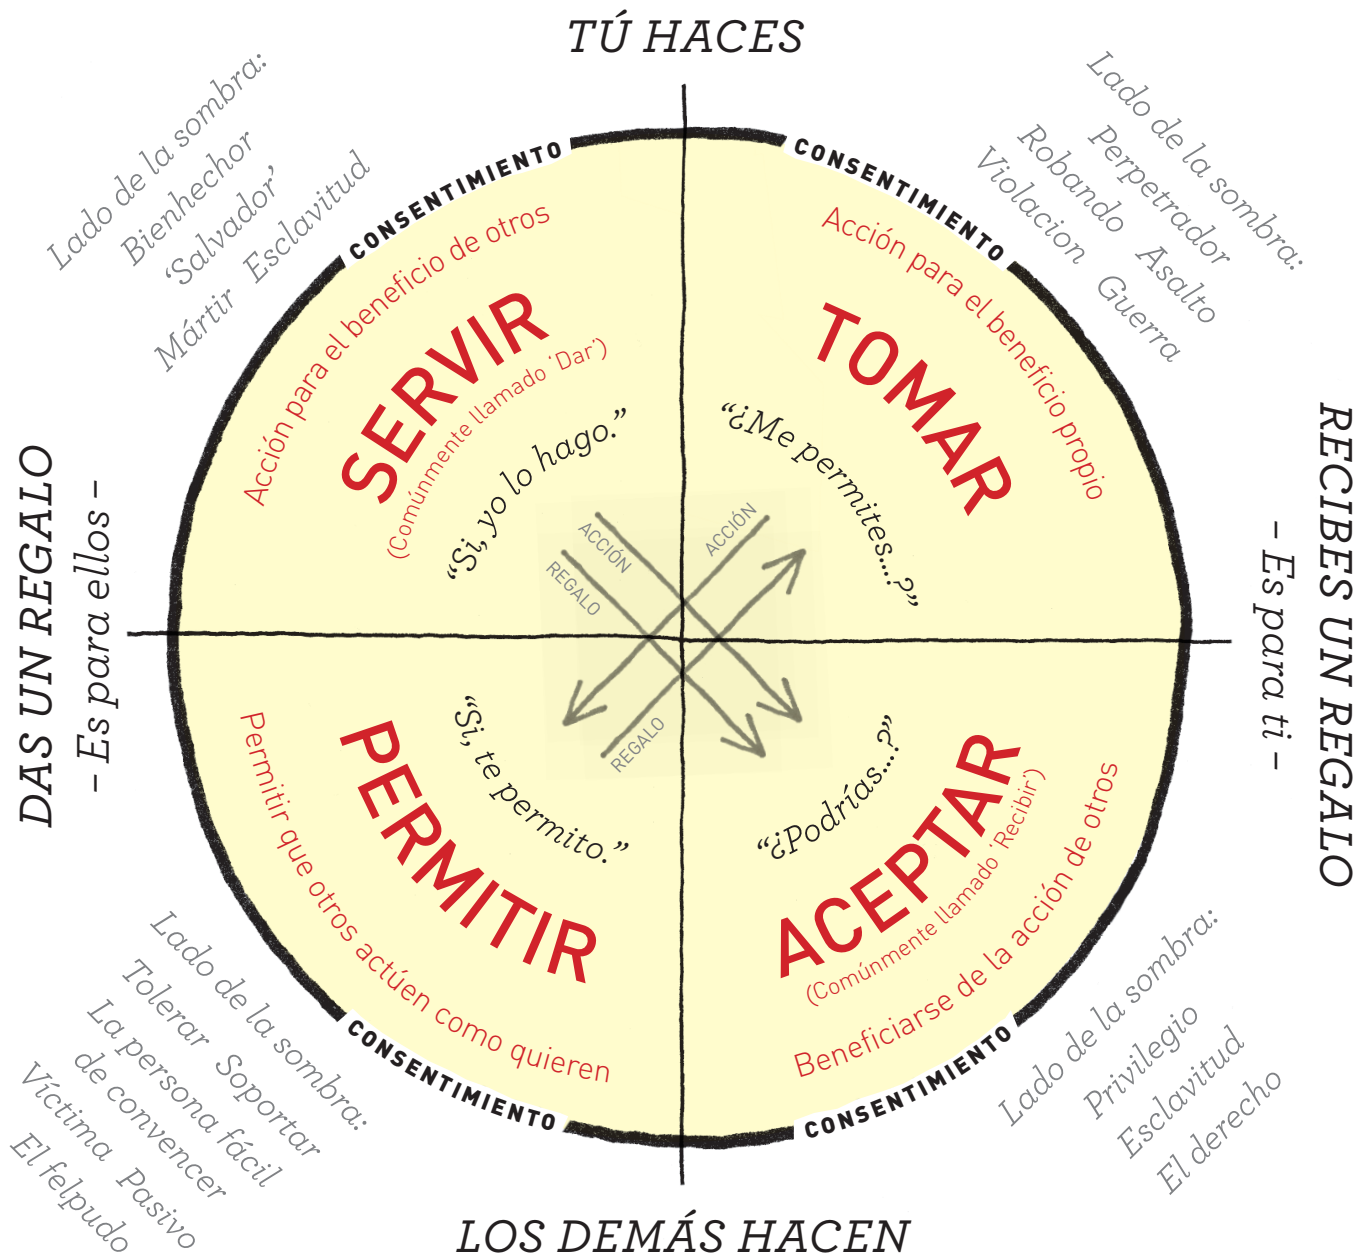 TÚ HACES
Lado de la sombra:
Bienhechor
‘Salvador’
Mártir Esclavitud
Lado de la sombra:
Perpetrador
Robando Asalto
Violacion Guerra
CONSENTIMIENTO
Acción para el beneficio de otros
SERVIR
(Comúnmente llamado 'Dar')
“Si, yo lo hago.”
CONSENTIMIENTO
Acción para el beneficio propio
TOMAR
“¿Me permites...?”
DAS UN REGALO
– Es para ellos –
RECIBES UN REGALO
– Es para ti –
ACCIÓN
REGALO
ACCIÓN
REGALO
“Si, te permito.”
PERMITIR
Permitir que otros actúen como quieren
CONSENTIMIENTO
“¿Podrías...?”
ACEPTAR
(Comúnmente llamado 'Recibir')
Beneficiarse de la acción de otros
CONSENTIMIENTO
Lado de la sombra:
Tolerar Soportar
La persona fácil
de convencer
Víctima Pasivo
El felpudo
Lado de la sombra:
Privilegio
Esclavitud
El derecho
LOS DEMÁS HACEN